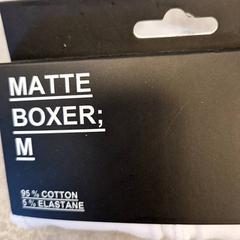 MATTE
BOXER;
M
95 % COTTON
5 % ELASTANE